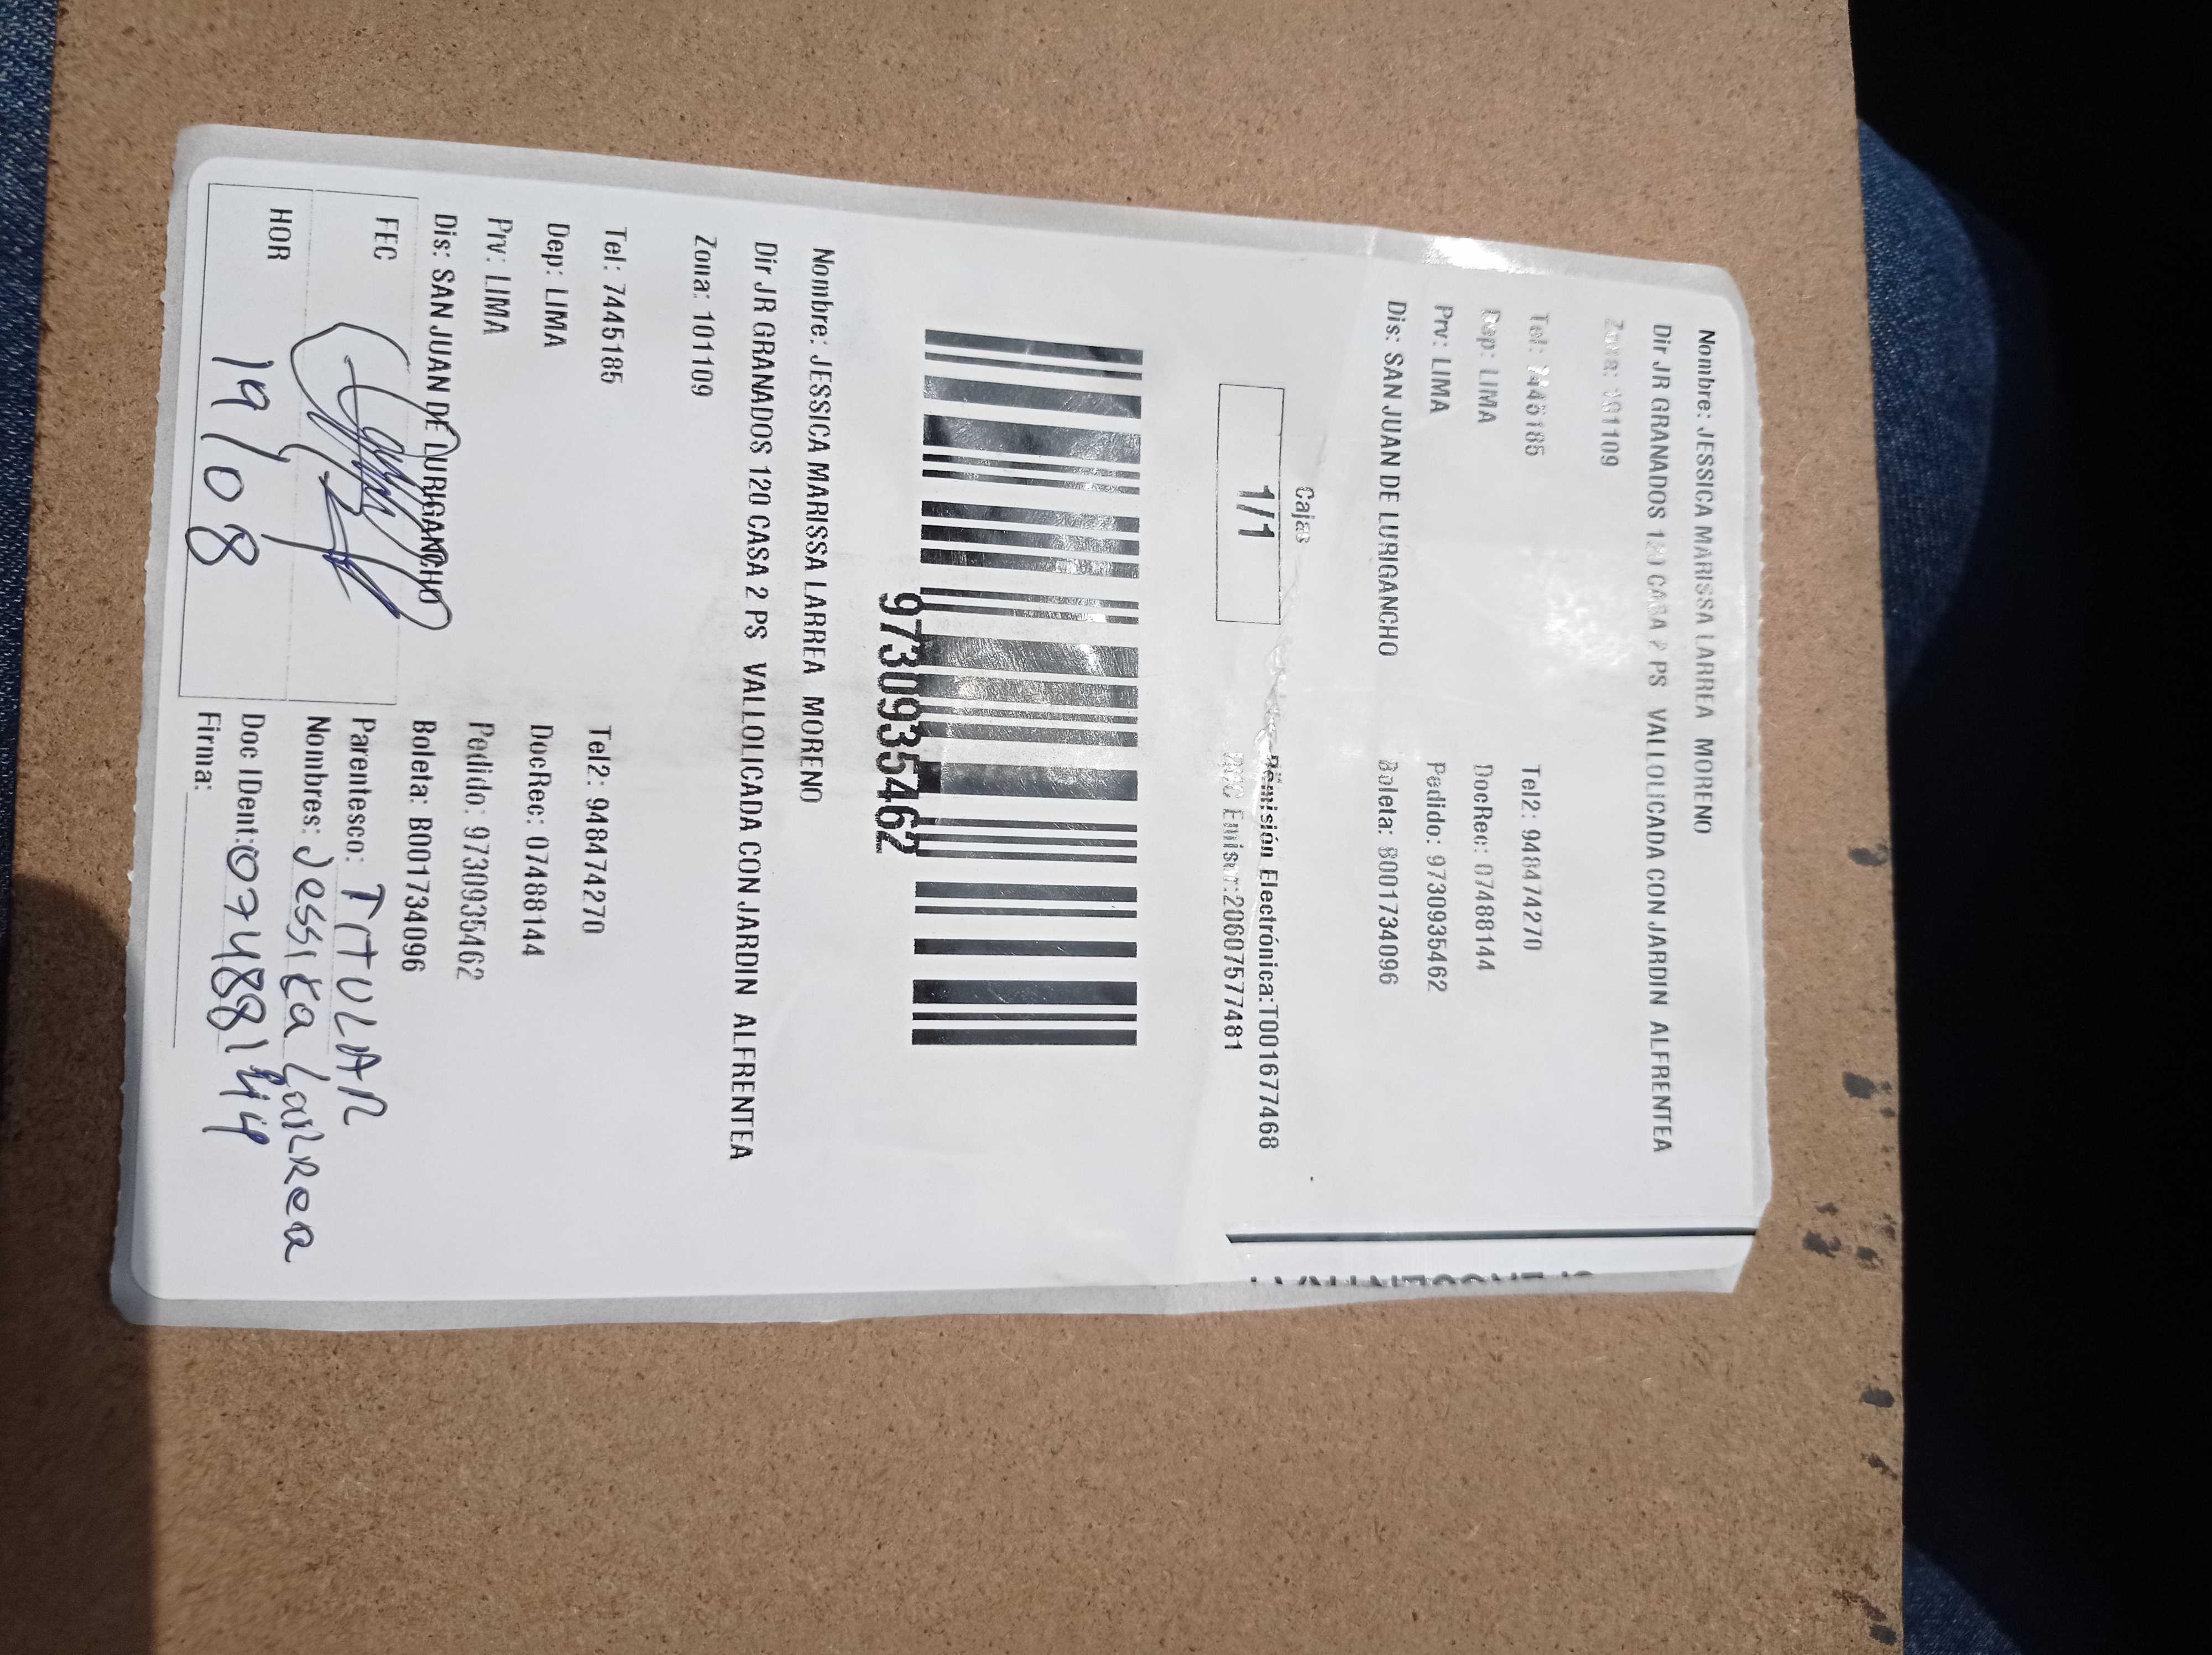 Nombre: JESSICA MARISSA LARREA MORENO
Dir JR GRANADOS 120 CASA 2 PS VALLOLICADA CON JARDIN ALFRENTEA
Zona: 101109
Tel: 7445185 Tel2: 948474270
Dep: LIMA DocRec: 07488144
Prv: LIMA Pedido: 9730935462
Dis: SAN JUAN DE LURIGANCHO Boleta: B001734096
Cajas
1/1
Remisión Electrónica:T001677468
Emisor:20607577481
9730935462
Nombre: JESSICA MARISSA LARREA MORENO
Dir JR GRANADOS 120 CASA 2 PS VALLOLICADA CON JARDIN ALFRENTEA
Zona: 101109
Tel: 7445185 Tel2: 948474270
Dep: LIMA DocRec: 07488144
Prv: LIMA Pedido: 9730935462
Dis: SAN JUAN DE LURIGANCHO Boleta: B001734096
FEC Parentesco: TITULAR
Nombres: Jessika Larrea
HOR 19/08 Doc IDent:07488144
Firma: